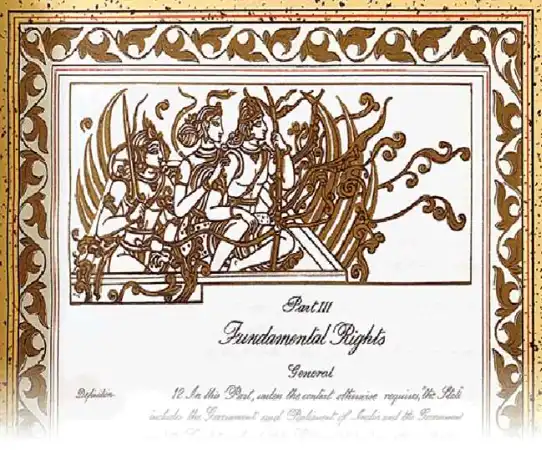 Part III
Fundamental Rights
General
Definition. 12. In this Part, unless the context otherwise requires, "the State"
includes the Government and Parliament of India and the Government